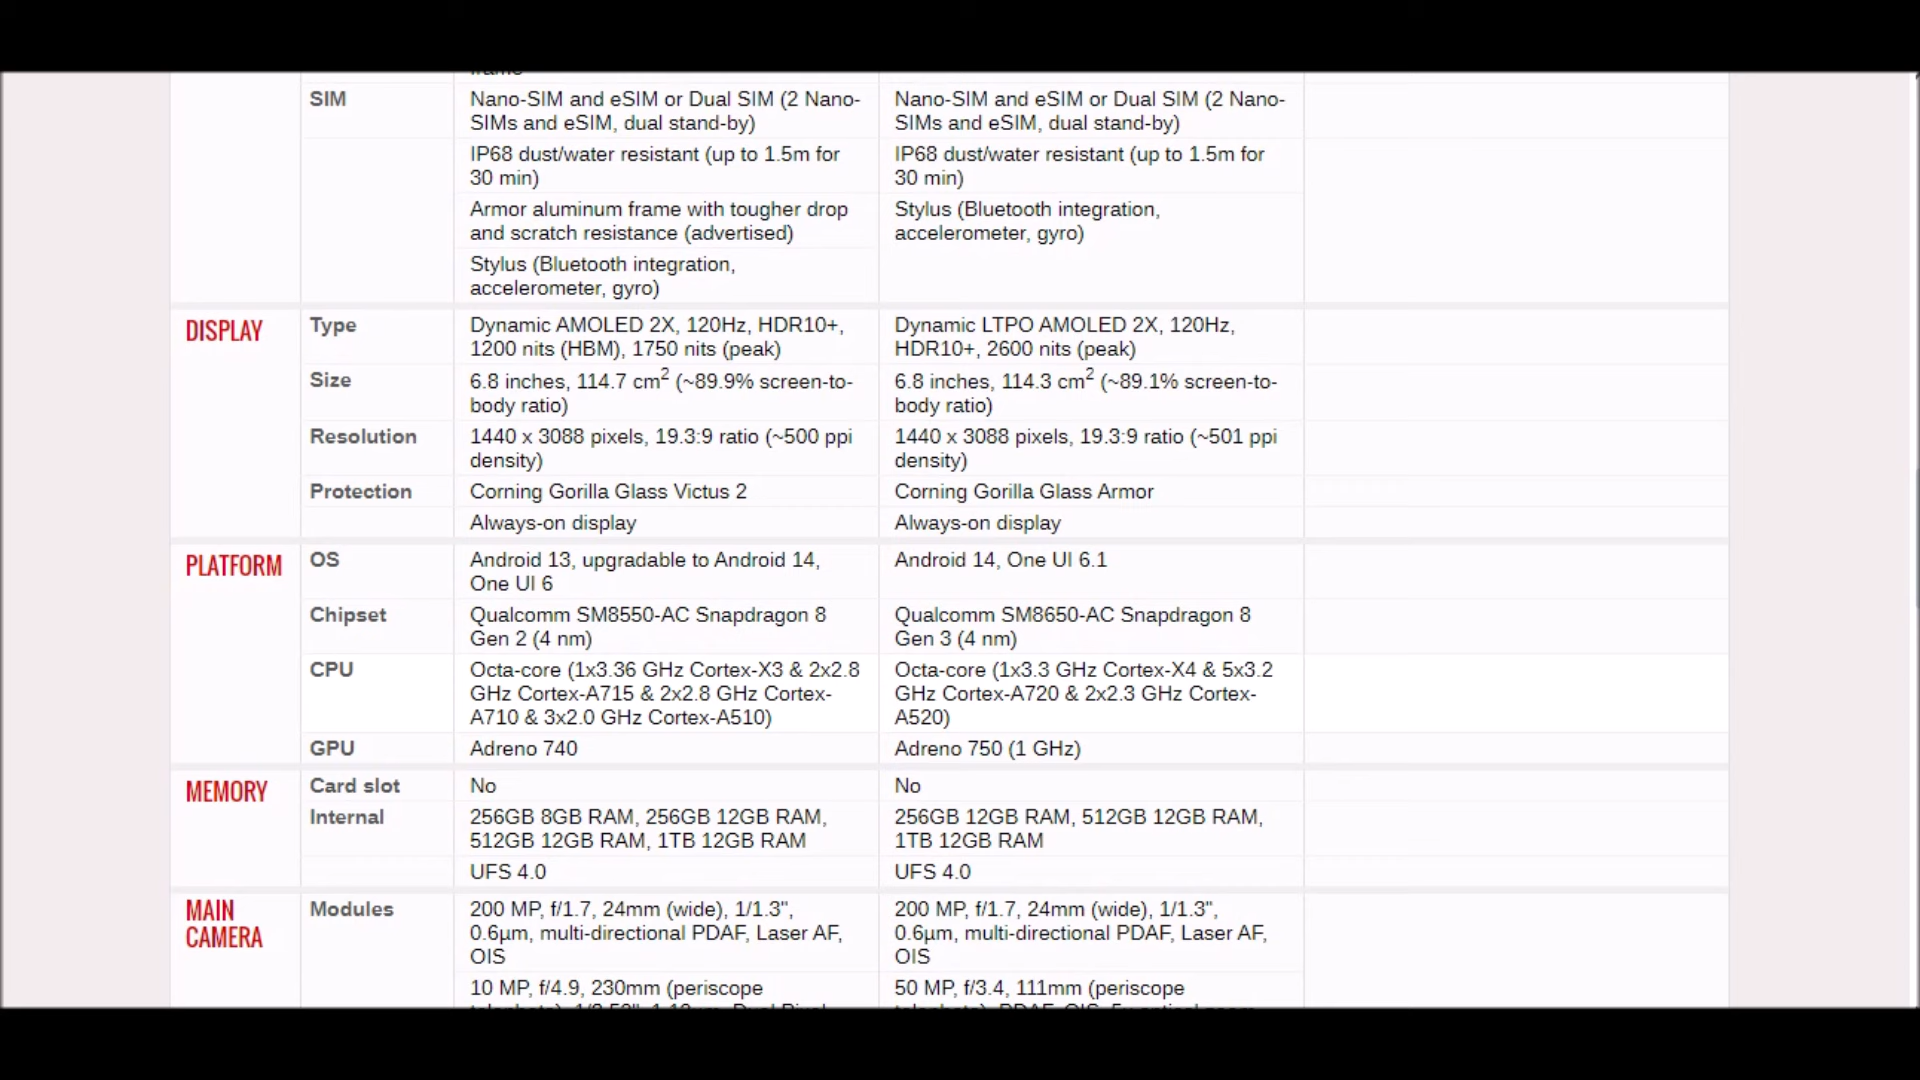 SIM
Nano-SIM and eSIM or Dual SIM (2 Nano-
SIMs and eSIM, dual stand-by)
Nano-SIM and eSIM or Dual SIM (2 Nano-
SIMs and eSIM, dual stand-by)
IP68 dust/water resistant (up to 1.5m for
30 min)
IP68 dust/water resistant (up to 1.5m for
30 min)
Armor aluminum frame with tougher drop
and scratch resistance (advertised)
Stylus (Bluetooth integration,
accelerometer, gyro)
Stylus (Bluetooth integration,
accelerometer, gyro)
DISPLAY
Type
Dynamic AMOLED 2X, 120Hz, HDR10+,
1200 nits (HBM), 1750 nits (peak)
Dynamic LTPO AMOLED 2X, 120Hz,
HDR10+, 2600 nits (peak)
Size
6.8 inches, 114.7 cm² (~89.9% screen-to-
body ratio)
6.8 inches, 114.3 cm² (~89.1% screen-to-
body ratio)
Resolution
1440 x 3088 pixels, 19.3:9 ratio (~500 ppi
density)
1440 x 3088 pixels, 19.3:9 ratio (~501 ppi
density)
Protection
Corning Gorilla Glass Victus 2
Corning Gorilla Glass Armor
Always-on display
Always-on display
PLATFORM
OS
Android 13, upgradable to Android 14,
One UI 6
Android 14, One UI 6.1
Chipset
Qualcomm SM8550-AC Snapdragon 8
Gen 2 (4 nm)
Qualcomm SM8650-AC Snapdragon 8
Gen 3 (4 nm)
CPU
Octa-core (1x3.36 GHz Cortex-X3 & 2x2.8
GHz Cortex-A715 & 2x2.8 GHz Cortex-
A710 & 3x2.0 GHz Cortex-A510)
Octa-core (1x3.3 GHz Cortex-X4 & 5x3.2
GHz Cortex-A720 & 2x2.3 GHz Cortex-
A520)
GPU
Adreno 740
Adreno 750 (1 GHz)
MEMORY
Card slot
No
No
Internal
256GB 8GB RAM, 256GB 12GB RAM,
512GB 12GB RAM, 1TB 12GB RAM
256GB 12GB RAM, 512GB 12GB RAM,
1TB 12GB RAM
UFS 4.0
UFS 4.0
MAIN
CAMERA
Modules
200 MP, f/1.7, 24mm (wide), 1/1.3",
0.6µm, multi-directional PDAF, Laser AF,
OIS
200 MP, f/1.7, 24mm (wide), 1/1.3",
0.6µm, multi-directional PDAF, Laser AF,
OIS
10 MP, f/4.9, 230mm (periscope
50 MP, f/3.4, 111mm (periscope